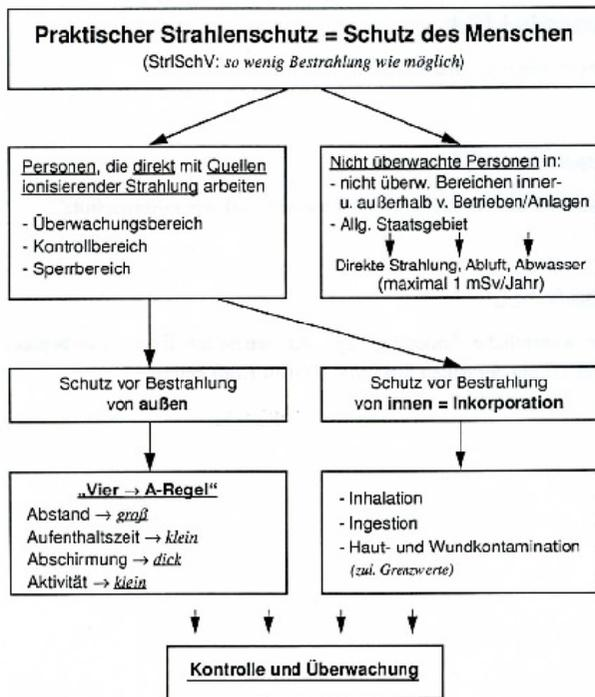 Praktischer Strahlenschutz = Schutz des Menschen
(StrlSchV: so wenig Bestrahlung wie möglich)
Personen, die direkt mit Quellen
ionisierender Strahlung arbeiten
- Überwachungsbereich
- Kontrollbereich
- Sperrbereich
Nicht überwachte Personen in:
- nicht überw. Bereichen inner-
u. außerhalb v. Betrieben/Anlagen
- Allg. Staatsgebiet
Direkte Strahlung, Abluft, Abwasser
(maximal 1 mSv/Jahr)
Schutz vor Bestrahlung
von außen
Schutz vor Bestrahlung
von innen = Inkorporation
„Vier → A-Regel“
Abstand → groß
Aufenthaltszeit → klein
Abschirmung → dick
Aktivität → klein
- Inhalation
- Ingestion
- Haut- und Wundkontamination
(zul. Grenzwerte)
Kontrolle und Überwachung